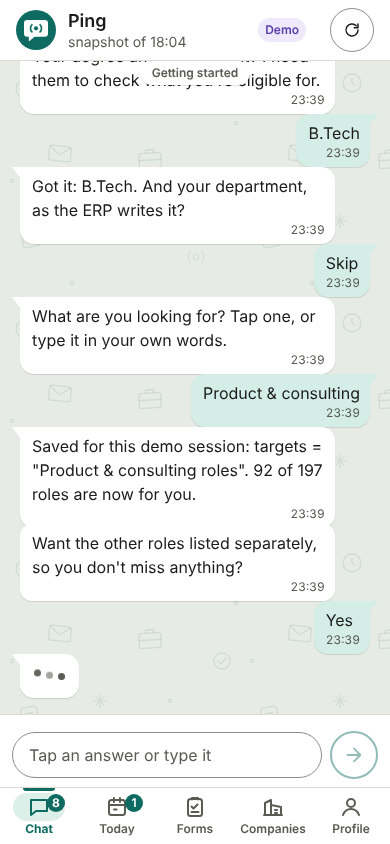 Ping
snapshot of 18:04
Demo
Getting started
them to check what you're eligible for.
23:39
B.Tech
23:39
Got it: B.Tech. And your department,
as the ERP writes it?
23:39
Skip
23:39
What are you looking for? Tap one, or
type it in your own words.
23:39
Product & consulting
23:39
Saved for this demo session: targets =
"Product & consulting roles". 92 of 197
roles are now for you.
23:39
Want the other roles listed separately,
so you don't miss anything?
23:39
Yes
23:39
Tap an answer or type it
8
1
Chat
Today
Forms
Companies
Profile